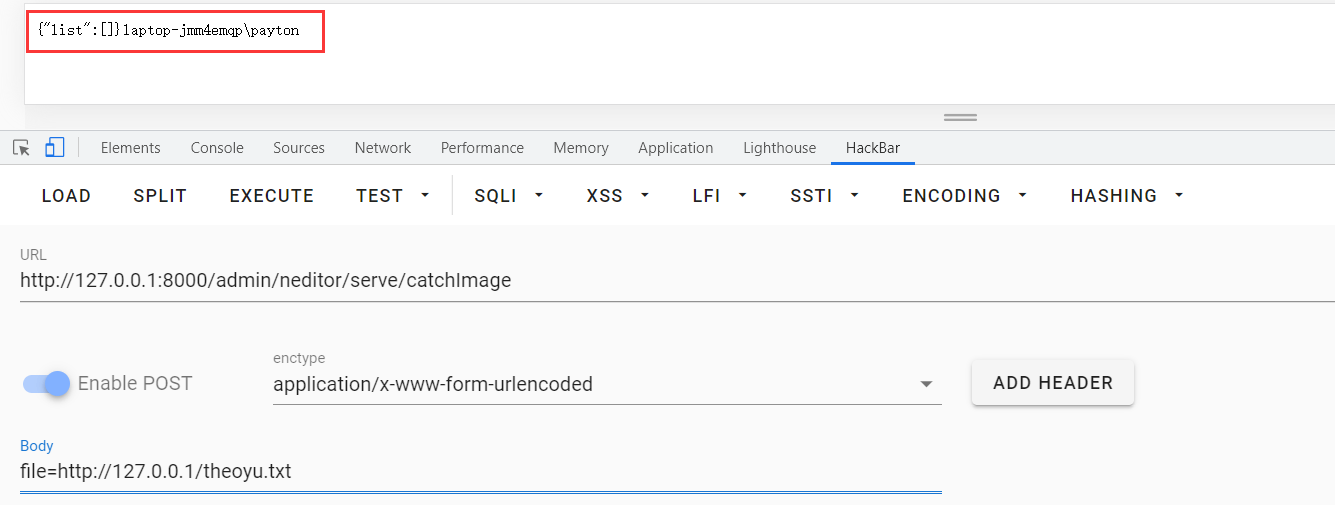 {"list":[]}laptop-jmm4emqp\payton
Elements Console Sources Network Performance Memory Application Lighthouse HackBar
LOAD SPLIT EXECUTE TEST SQLI XSS LFI SSTI ENCODING HASHING
URL
http://127.0.0.1:8000/admin/neditor/serve/catchImage
Enable POST
enctype
application/x-www-form-urlencoded
ADD HEADER
Body
file=http://127.0.0.1/theoyu.txt